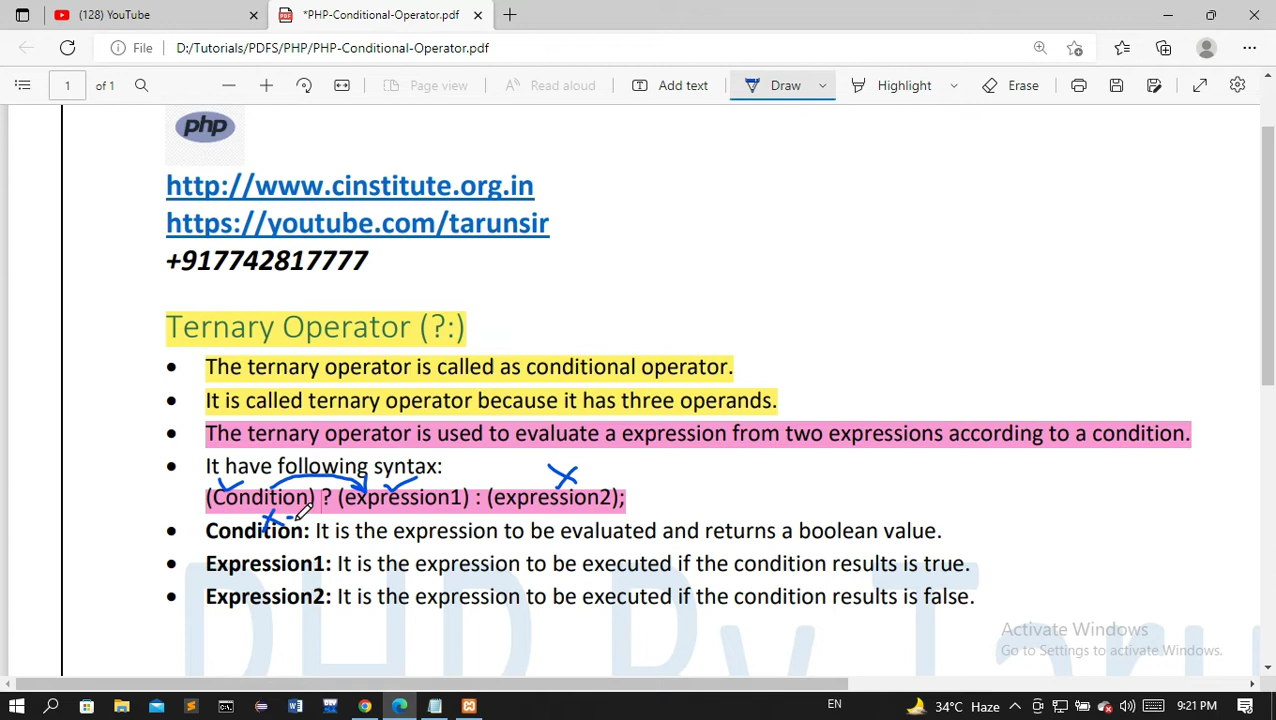 (128) YouTube
*PHP-Conditional-Operator.pdf
File
D:/Tutorials/PDFS/PHP/PHP-Conditional-Operator.pdf
1 of 1
Page view
Read aloud
Add text
Draw
Highlight
Erase
php
http://www.cinstitute.org.in
https://youtube.com/tarunsir
+917742817777
Ternary Operator (?:)
• The ternary operator is called as conditional operator.
• It is called ternary operator because it has three operands.
• The ternary operator is used to evaluate a expression from two expressions according to a condition.
• It have following syntax:
(Condition) ? (expression1) : (expression2);
• Condition: It is the expression to be evaluated and returns a boolean value.
• Expression1: It is the expression to be executed if the condition results is true.
• Expression2: It is the expression to be executed if the condition results is false.
PHP By Taru
Activate Windows
Go to Settings to activate Windows.
34°C Haze
EN
9:21 PM